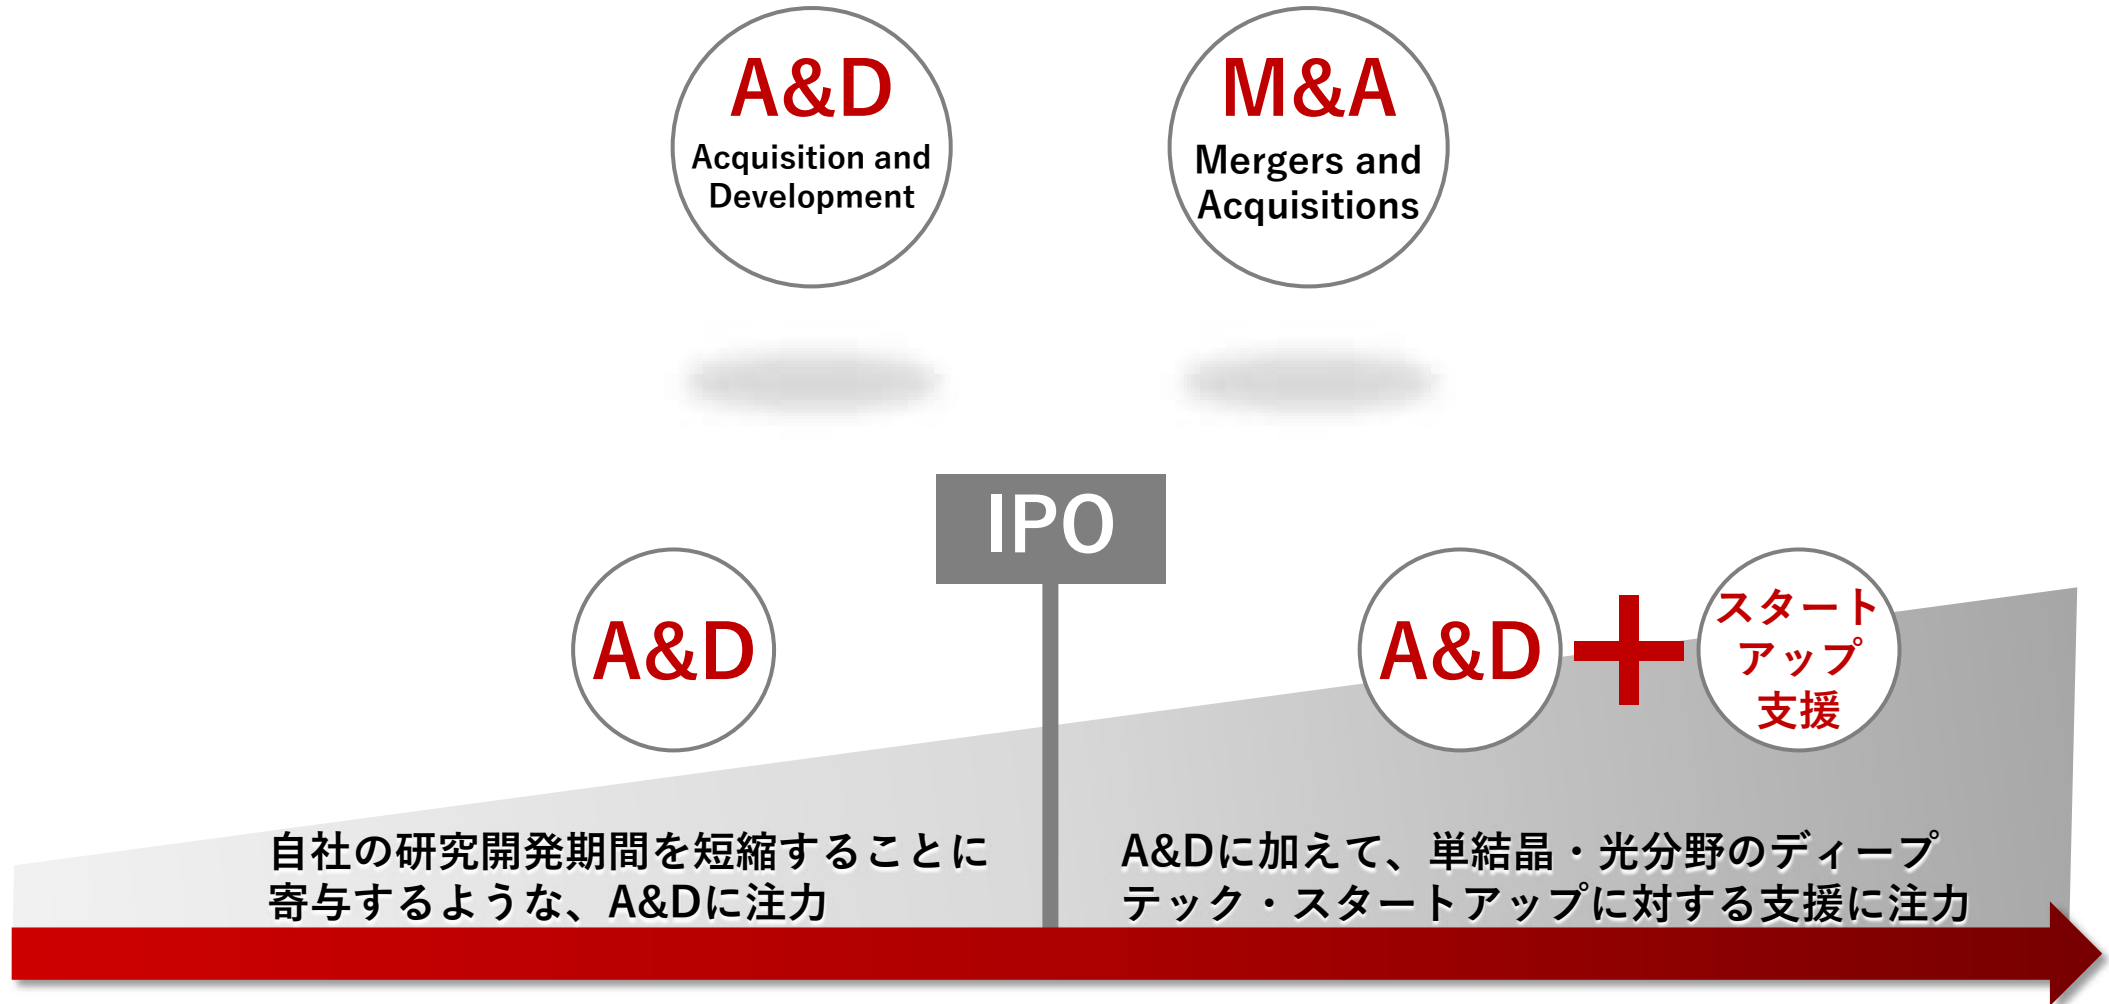 A&D
Acquisition and
Development
M&A
Mergers and
Acquisitions
IPO
A&D
A&D
スタート
アップ
支援
自社の研究開発期間を短縮することに
寄与するような、A&Dに注力
A&Dに加えて、単結晶・光分野のディープ
テック・スタートアップに対する支援に注力